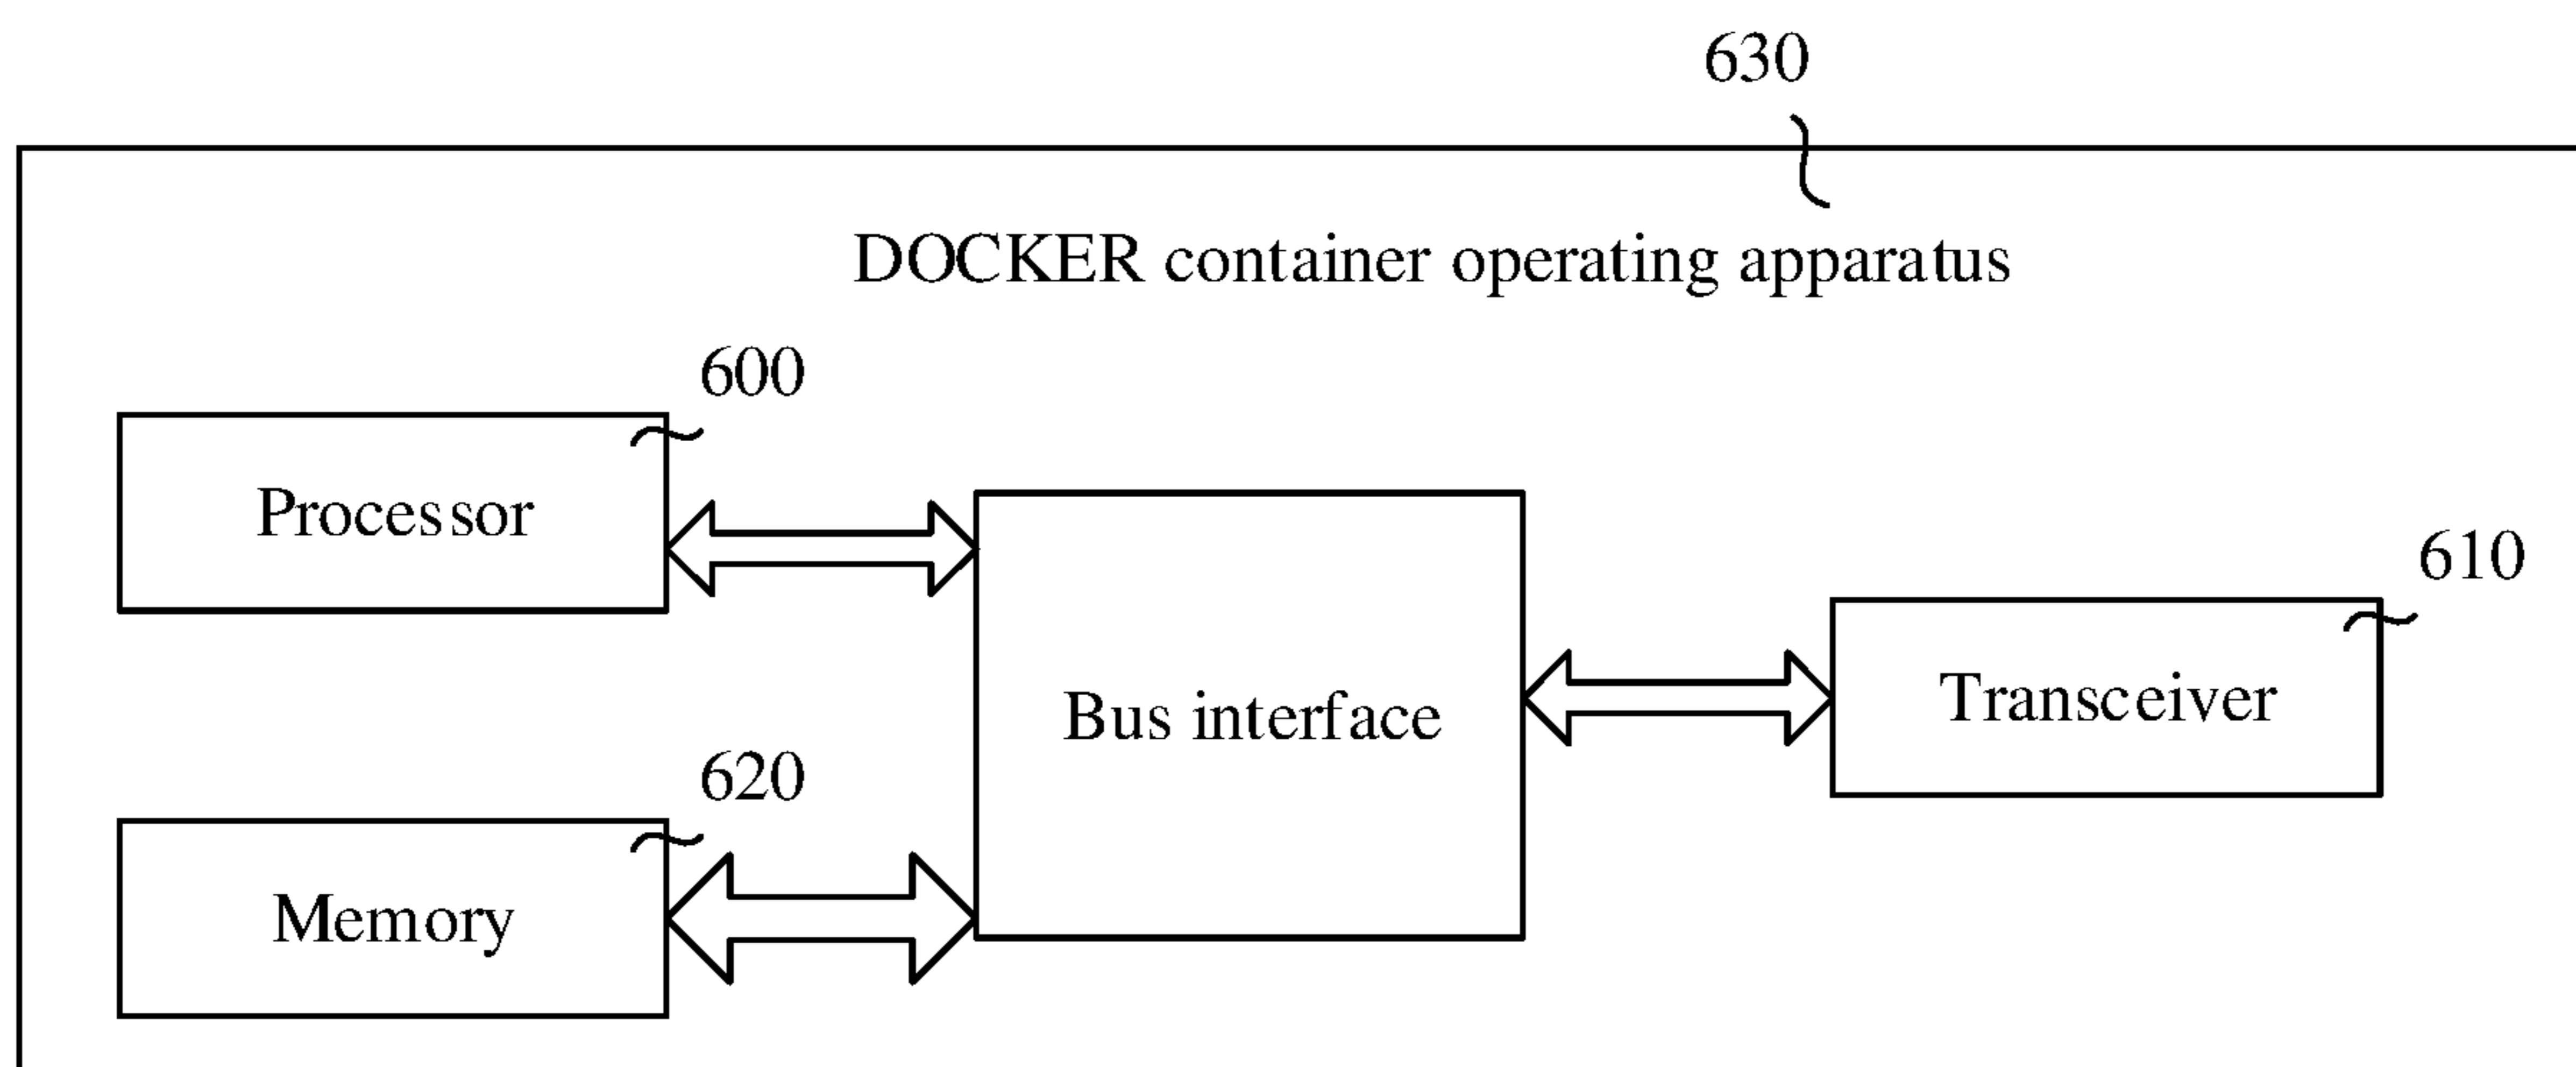 630
DOCKER container operating apparatus
600
Processor
610
Bus interface
Transceiver
620
Memory